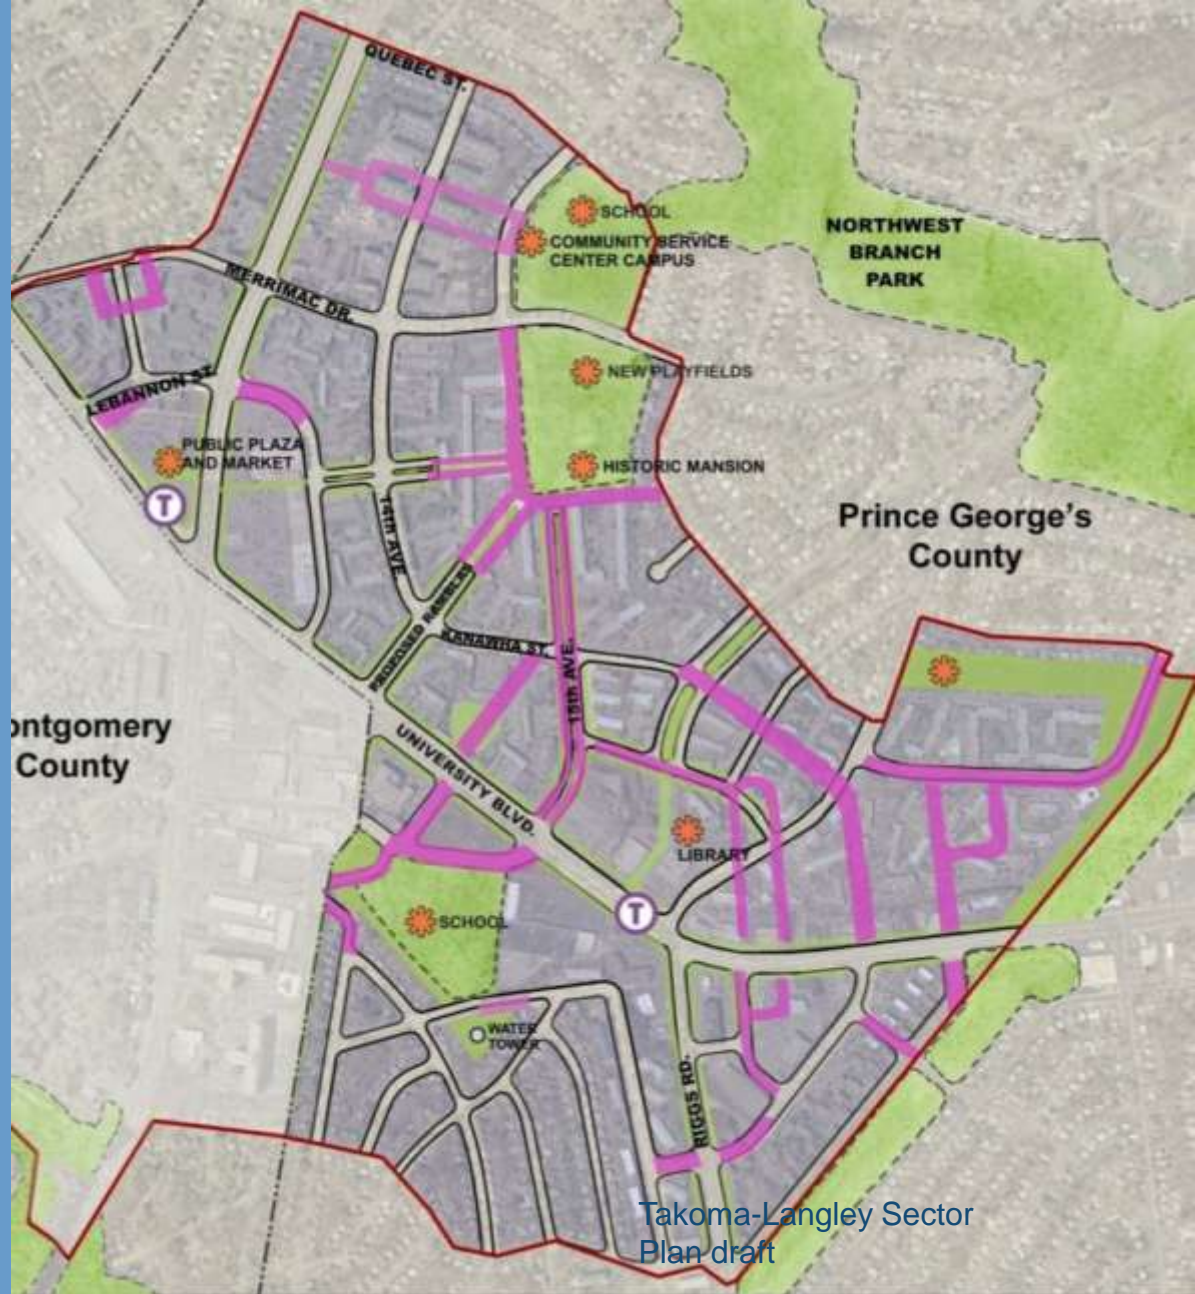 QUEBEC ST.
SCHOOL
COMMUNITY SERVICE
CENTER CAMPUS
NORTHWEST
BRANCH
PARK
MERRIMAC DR.
NEW PLAYFIELDS
LEBANNON ST.
PUBLIC PLAZA
AND MARKET
HISTORIC MANSION
T
14th AVE.
Prince George's
County
PROPOSED RAMBLAS
KANAWHA ST.
15th AVE.
ontgomery
County
UNIVERSITY BLVD.
LIBRARY
T
SCHOOL
WATER
TOWER
RIGGS RD.
Takoma-Langley Sector
Plan draft